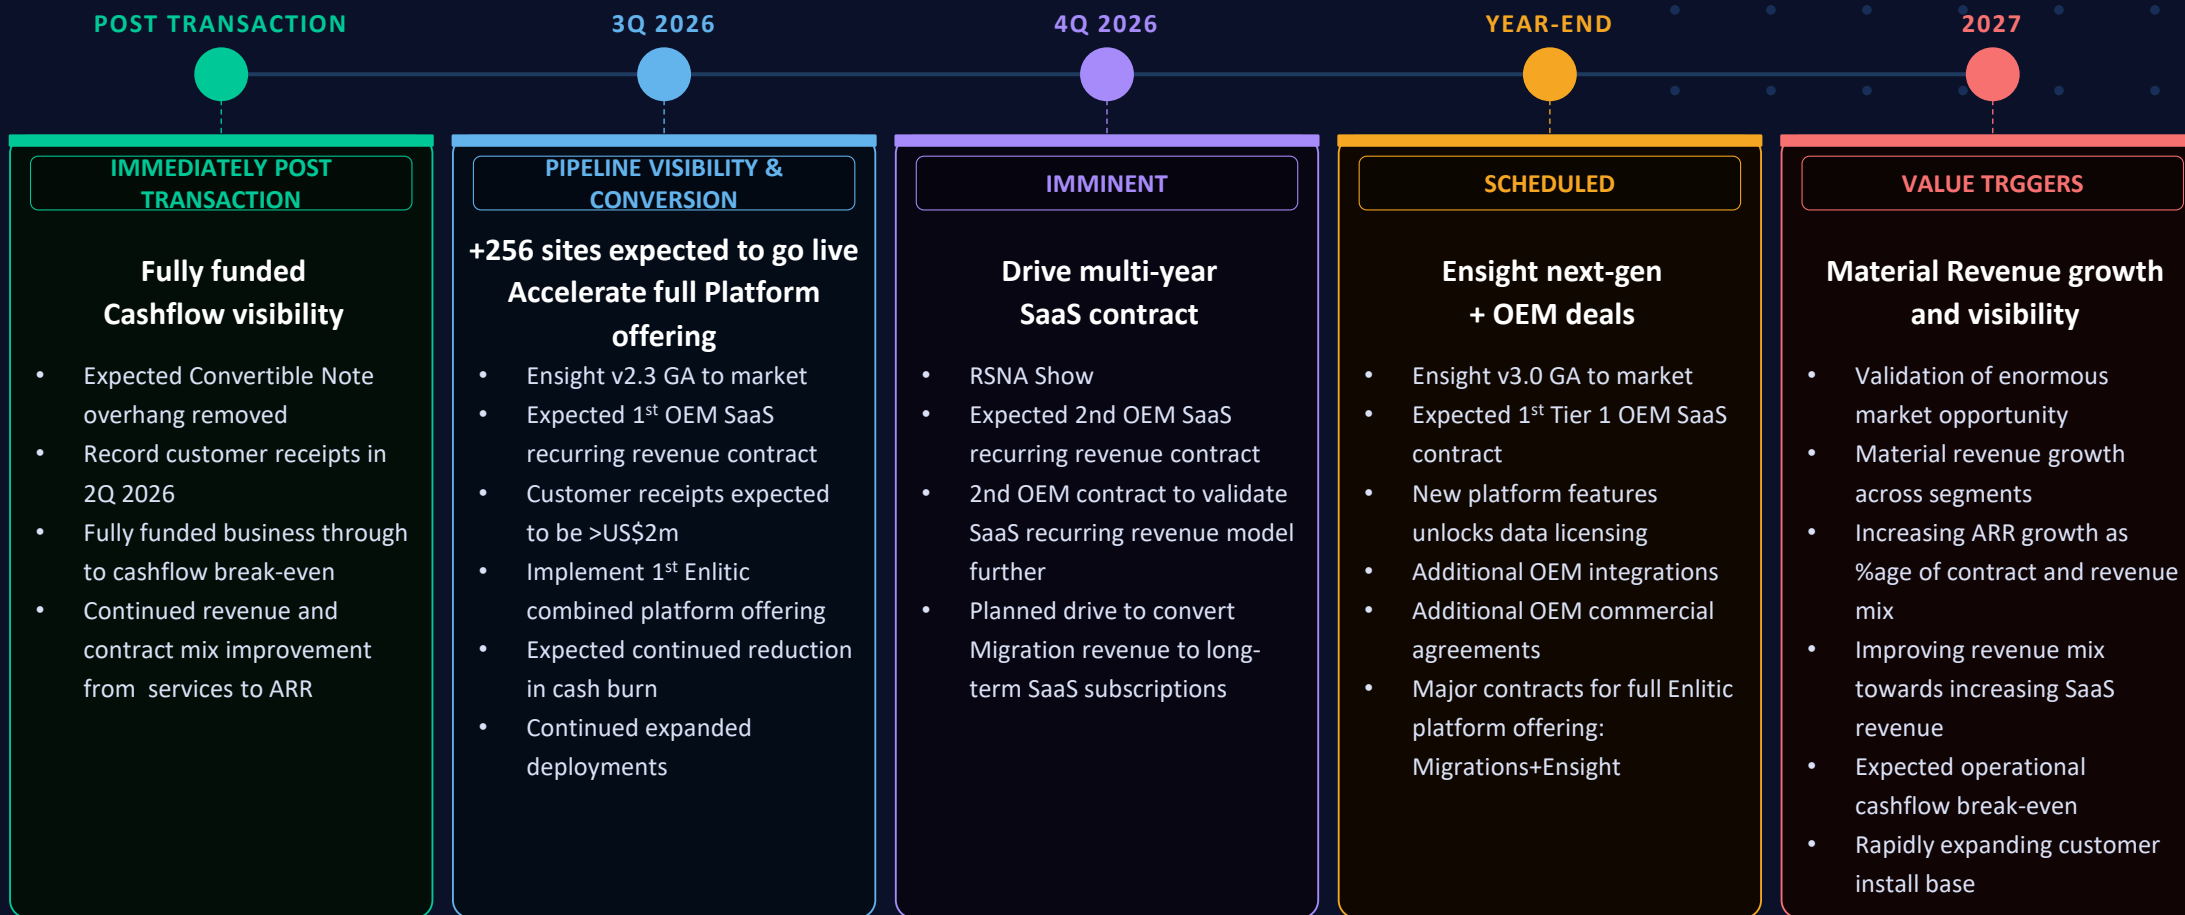 POST TRANSACTION
3Q 2026
4Q 2026
YEAR-END
2027
IMMEDIATELY POST
TRANSACTION
Fully funded
Cashflow visibility
• Expected Convertible Note
overhang removed
• Record customer receipts in
2Q 2026
• Fully funded business through
to cashflow break-even
• Continued revenue and
contract mix improvement
from services to ARR
PIPELINE VISIBILITY &
CONVERSION
+256 sites expected to go live
Accelerate full Platform
offering
• Ensight v2.3 GA to market
• Expected 1st OEM SaaS
recurring revenue contract
• Customer receipts expected
to be >US$2m
• Implement 1st Enlitic
combined platform offering
• Expected continued reduction
in cash burn
• Continued expanded
deployments
IMMINENT
Drive multi-year
SaaS contract
• RSNA Show
• Expected 2nd OEM SaaS
recurring revenue contract
• 2nd OEM contract to validate
SaaS recurring revenue model
further
• Planned drive to convert
Migration revenue to long-
term SaaS subscriptions
SCHEDULED
Ensight next-gen
+ OEM deals
• Ensight v3.0 GA to market
• Expected 1st Tier 1 OEM SaaS
contract
• New platform features
unlocks data licensing
• Additional OEM integrations
• Additional OEM commercial
agreements
• Major contracts for full Enlitic
platform offering:
Migrations+Ensight
VALUE TRGGERS
Material Revenue growth
and visibility
• Validation of enormous
market opportunity
• Material revenue growth
across segments
• Increasing ARR growth as
%age of contract and revenue
mix
• Improving revenue mix
towards increasing SaaS
revenue
• Expected operational
cashflow break-even
• Rapidly expanding customer
install base